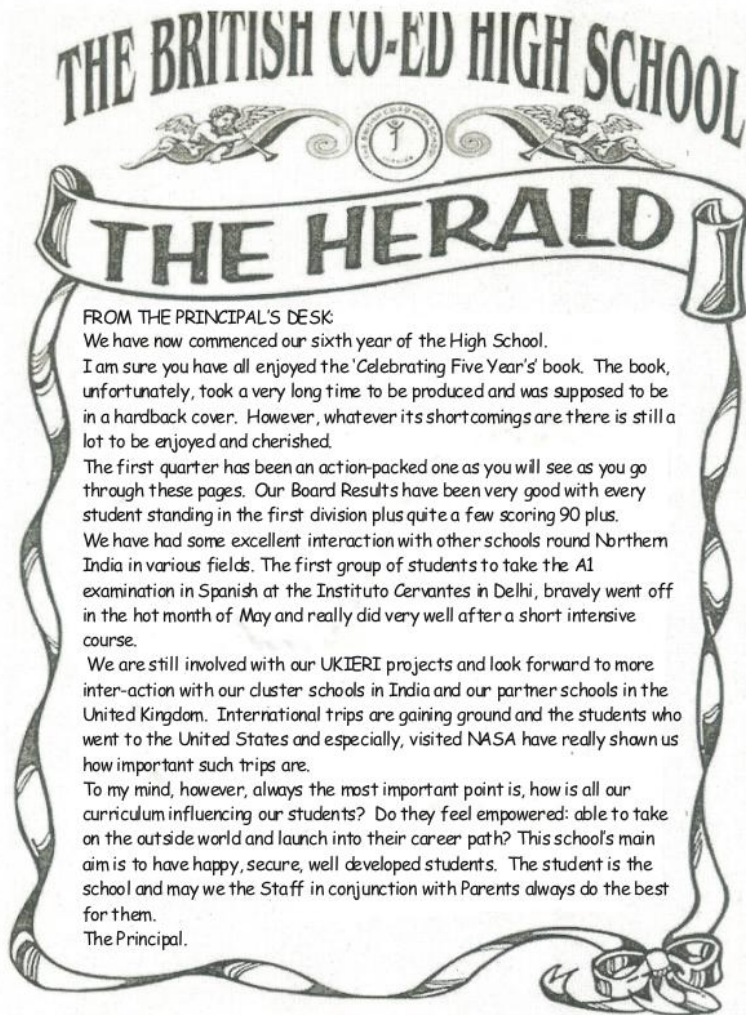 THE BRITISH CO-ED HIGH SCHOOL
THE HERALD
FROM THE PRINCIPAL'S DESK:
We have now commenced our sixth year of the High School.
I am sure you have all enjoyed the 'Celebrating Five Year's' book.  The book,
unfortunately, took a very long time to be produced and was supposed to be
in a hardback cover.  However, whatever its shortcomings are there is still a
lot to be enjoyed and cherished.
The first quarter has been an action-packed one as you will see as you go
through these pages.  Our Board Results have been very good with every
student standing in the first division plus quite a few scoring 90 plus.
We have had some excellent interaction with other schools round Northern
India in various fields. The first group of students to take the A1
examination in Spanish at the Instituto Cervantes in Delhi, bravely went off
in the hot month of May and really did very well after a short intensive
course.
We are still involved with our UKIERI projects and look forward to more
inter-action with our cluster schools in India and our partner schools in the
United Kingdom.  International trips are gaining ground and the students who
went to the United States and especially, visited NASA have really shown us
how important such trips are.
To my mind, however, always the most important point is, how is all our
curriculum influencing our students?  Do they feel empowered: able to take
on the outside world and launch into their career path? This school's main
aim is to have happy, secure, well developed students.  The student is the
school and may we the Staff in conjunction with Parents always do the best
for them.
The Principal.